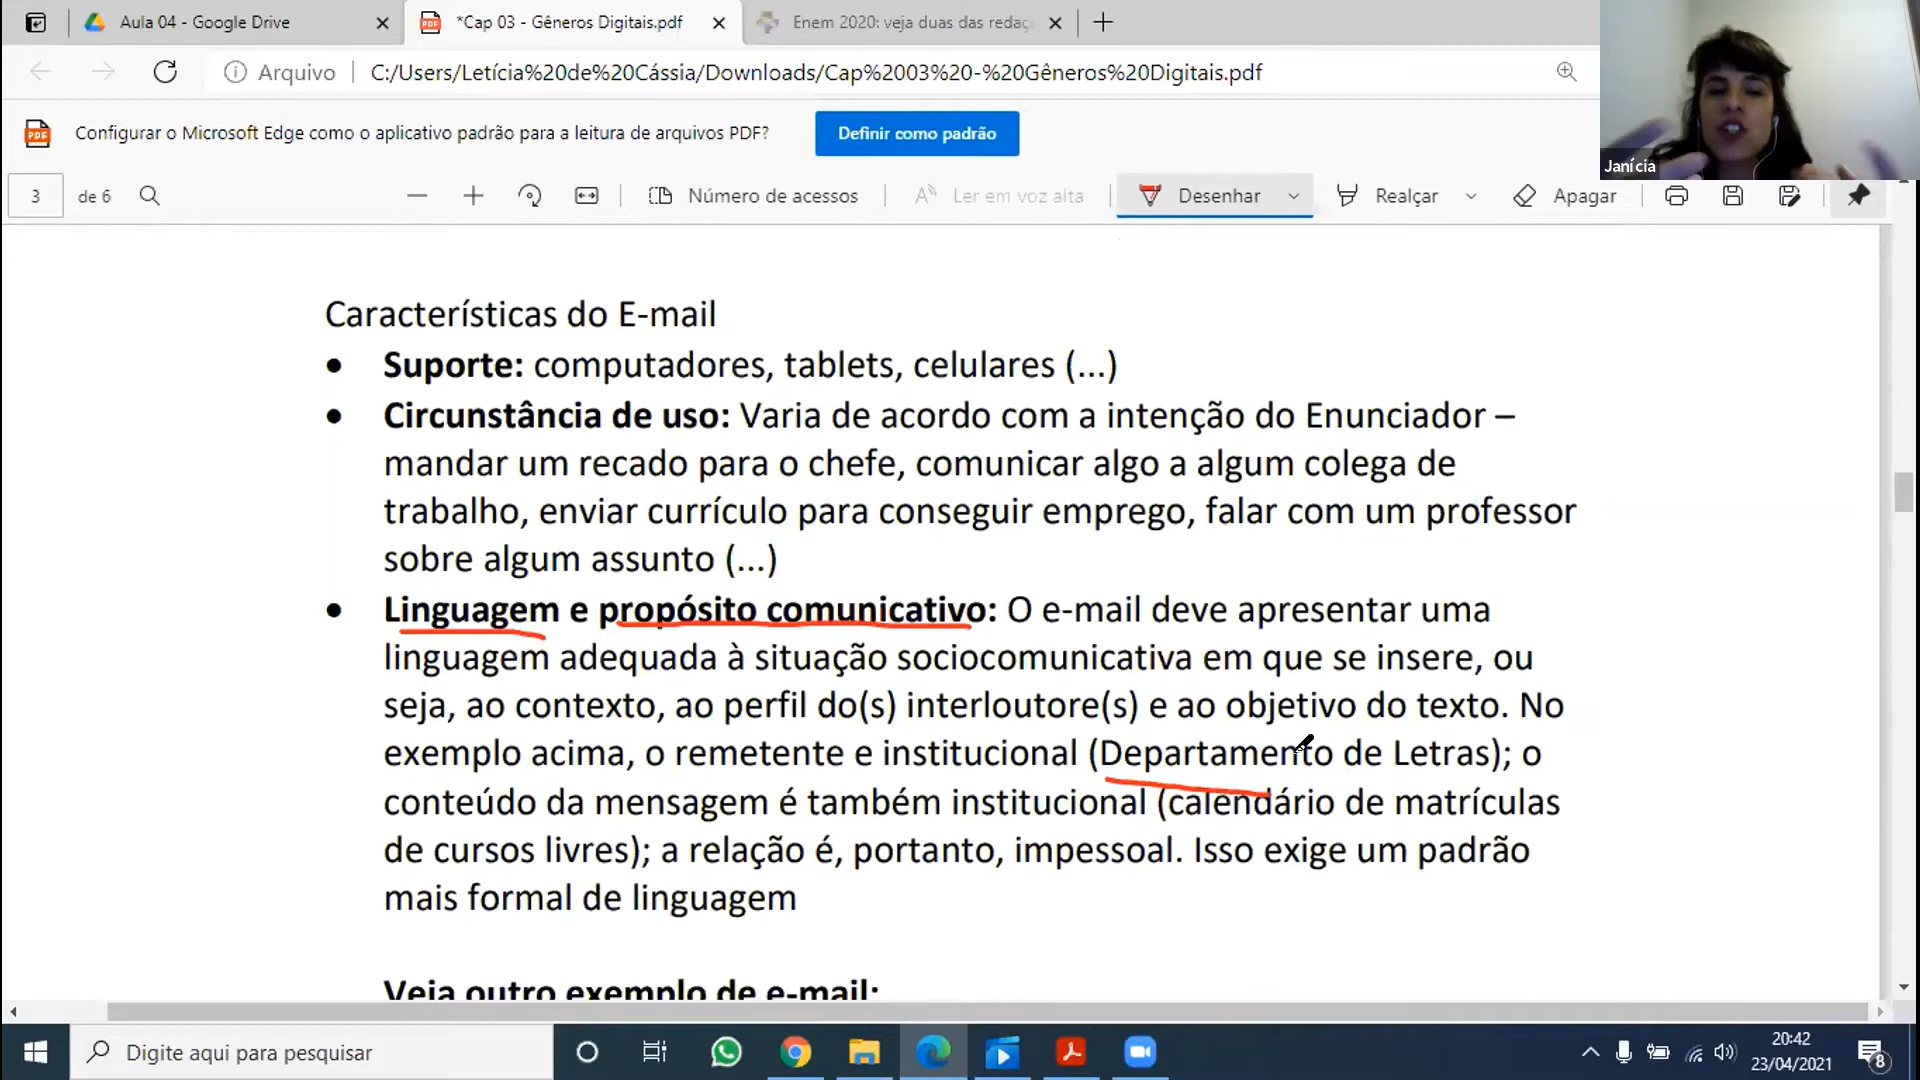 Aula 04 - Google Drive
*Cap 03 - Gêneros Digitais.pdf
Enem 2020: veja duas das redaç
Arquivo
C:/Users/Letícia%20de%20Cássia/Downloads/Cap%2003%20-%20Gêneros%20Digitais.pdf
Janícia
PDF
Configurar o Microsoft Edge como o aplicativo padrão para a leitura de arquivos PDF?
Definir como padrão
3
de 6
Número de acessos
Ler em voz alta
Desenhar
Realçar
Apagar
Características do E-mail
• Suporte: computadores, tablets, celulares (...)
• Circunstância de uso: Varia de acordo com a intenção do Enunciador –
mandar um recado para o chefe, comunicar algo a algum colega de
trabalho, enviar currículo para conseguir emprego, falar com um professor
sobre algum assunto (...)
• Linguagem e propósito comunicativo: O e-mail deve apresentar uma
linguagem adequada à situação sociocomunicativa em que se insere, ou
seja, ao contexto, ao perfil do(s) interloutore(s) e ao objetivo do texto. No
exemplo acima, o remetente e institucional (Departamento de Letras); o
conteúdo da mensagem é também institucional (calendário de matrículas
de cursos livres); a relação é, portanto, impessoal. Isso exige um padrão
mais formal de linguagem
Veja outro exemplo de e-mail:
Digite aqui para pesquisar
20:42
23/04/2021
8